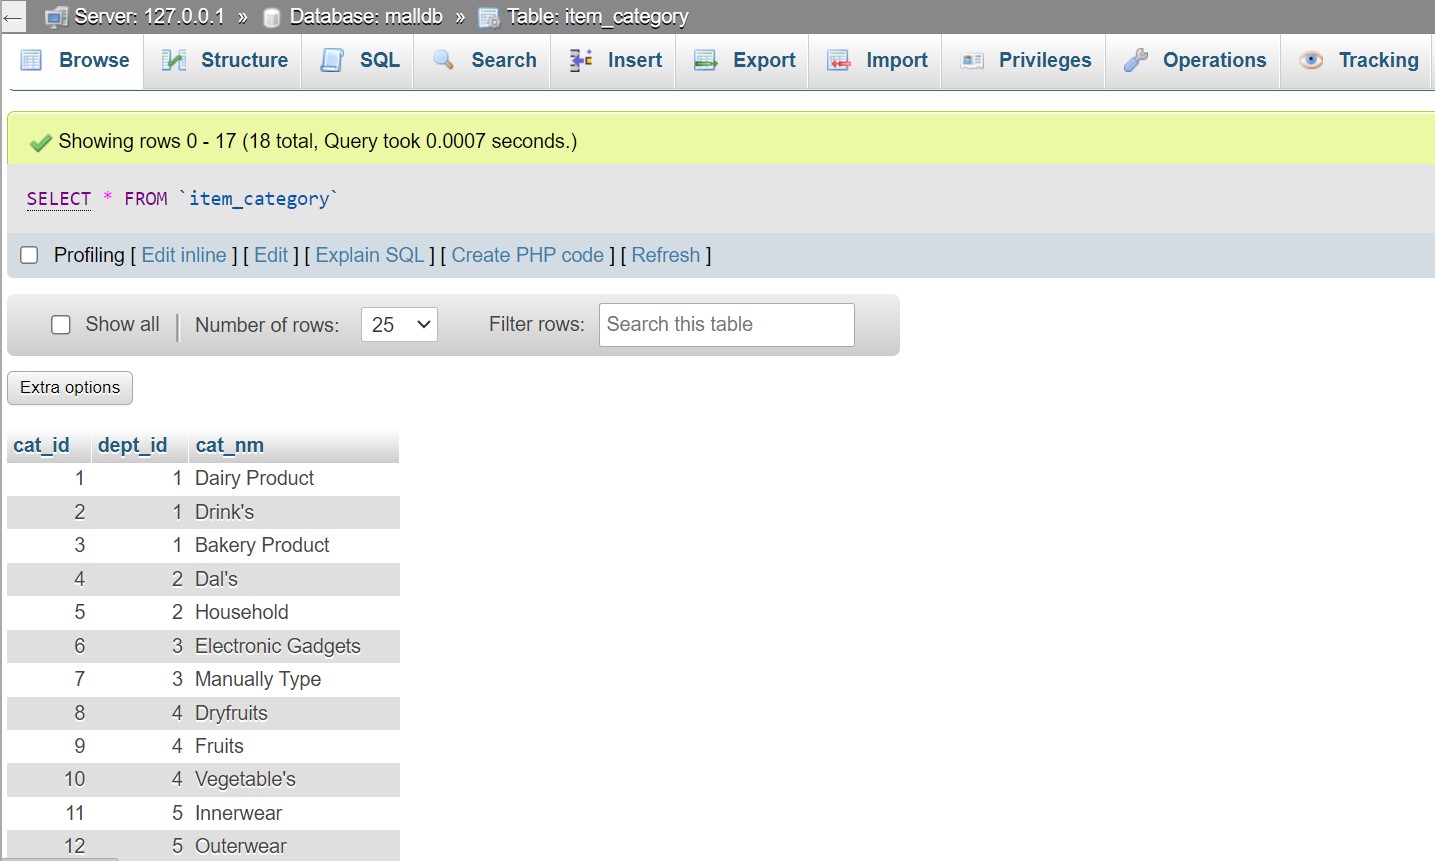 ← Server: 127.0.0.1 » Database: malldb » Table: item_category
Browse Structure SQL Search Insert Export Import Privileges Operations Tracking
Showing rows 0 - 17 (18 total, Query took 0.0007 seconds.)
SELECT * FROM `item_category`
Profiling [ Edit inline ] [ Edit ] [ Explain SQL ] [ Create PHP code ] [ Refresh ]
Show all | Number of rows: 25 Filter rows: Search this table
Extra options
cat_id dept_id cat_nm
1 1 Dairy Product
2 1 Drink's
3 1 Bakery Product
4 2 Dal's
5 2 Household
6 3 Electronic Gadgets
7 3 Manually Type
8 4 Dryfruits
9 4 Fruits
10 4 Vegetable's
11 5 Innerwear
12 5 Outerwear